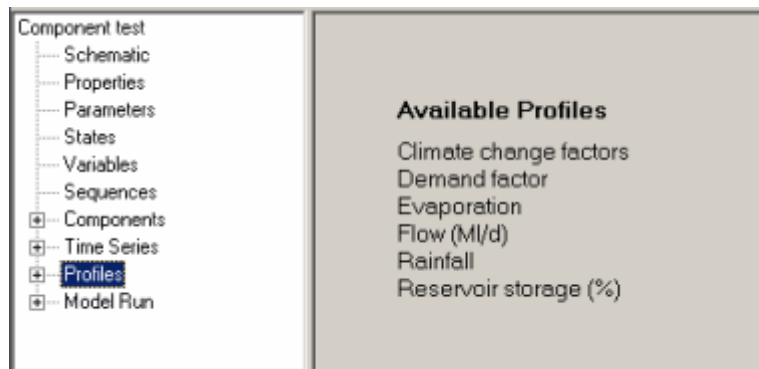 Component test
Schematic
Properties
Parameters
States
Variables
Sequences
Components
Time Series
Profiles
Model Run
Available Profiles
Climate change factors
Demand factor
Evaporation
Flow (Ml/d)
Rainfall
Reservoir storage (%)